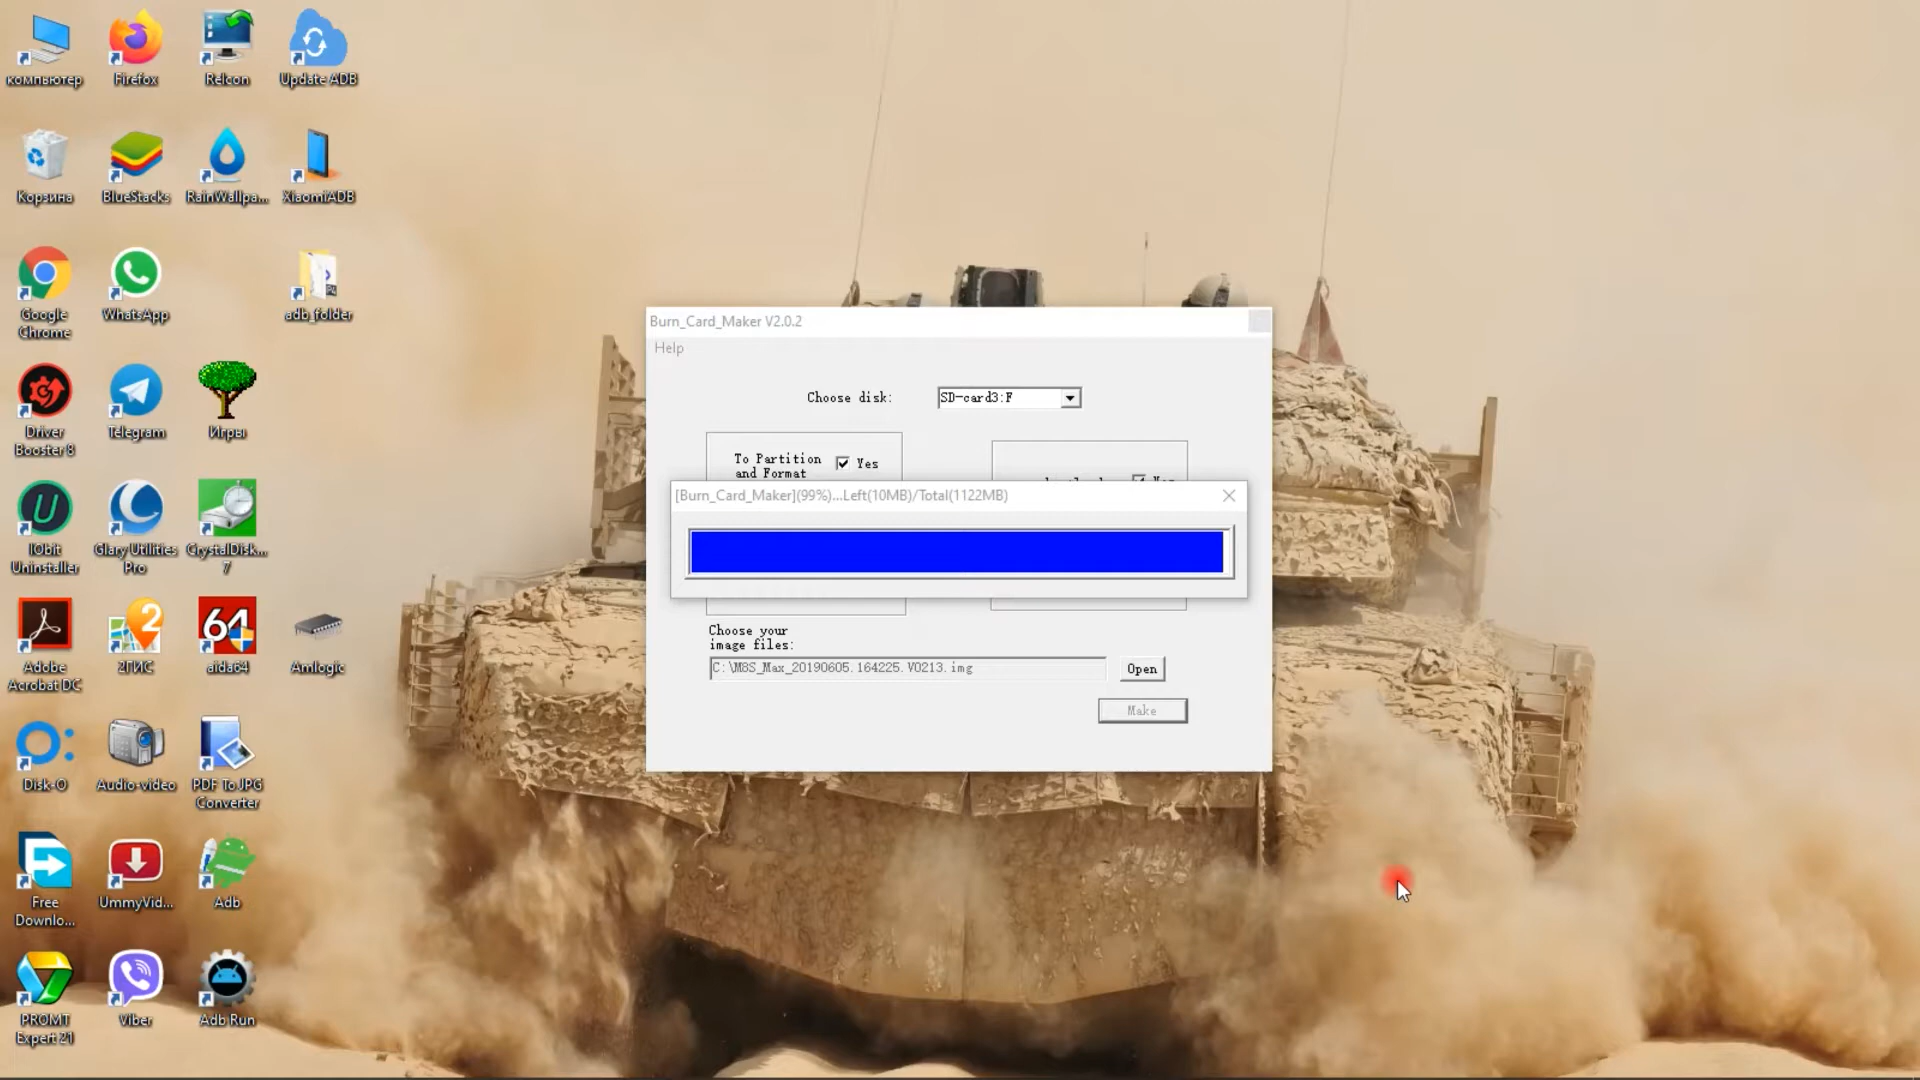 компьютер
Firefox
Relcon
Update ADB
Корзина
BlueStacks
RainWallpa...
XiaomiADB
Google
Chrome
WhatsApp
adb_folder
Driver
Booster 8
Telegram
Игры
IObit
Uninstaller
Glary Utilities
Pro
CrystalDisk...
7
Adobe
Acrobat DC
2ГИС
64
aida64
Amlogic
Disk-O
Audio-video
PDF To JPG
Converter
Free
Downlo...
UmmyVid...
Adb
PROMT
Expert 21
Viber
Adb Run
Burn_Card_Maker V2.0.2
Help
Choose disk:
SD-card3:F
To Partition
and Format
Yes
[Burn_Card_Maker](99%)...Left(10MB)/Total(1122MB)
Choose your
image files:
C:\M8S_Max_20190605.164225.V0213.img
Open
Make